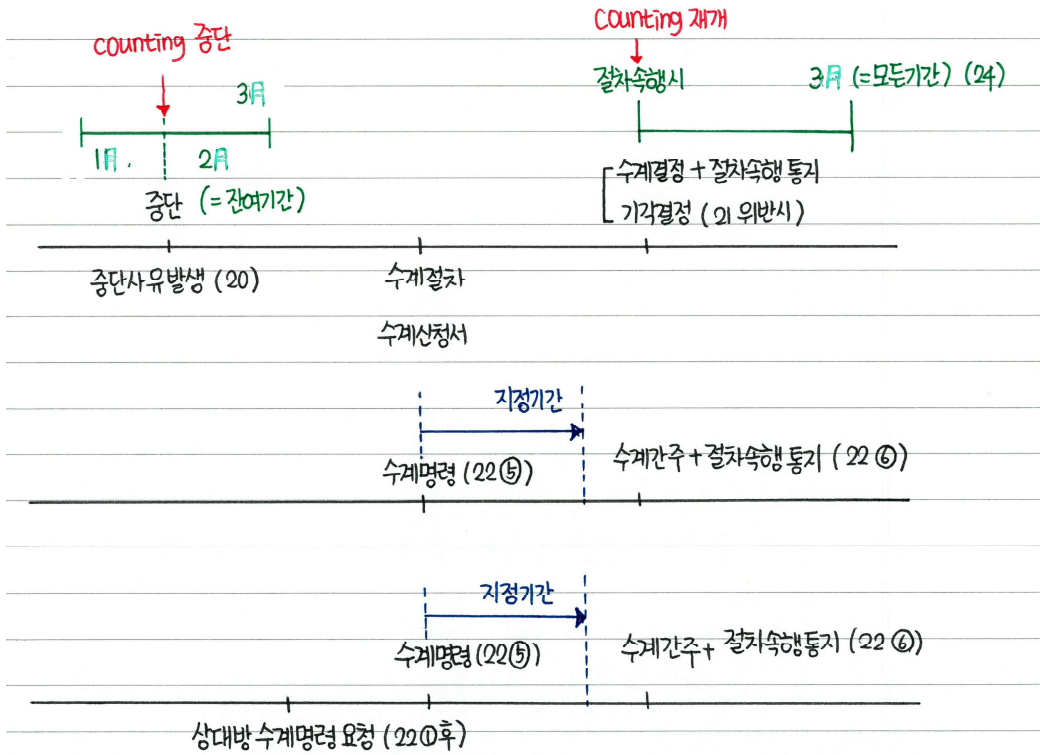 counting 중단
counting 재개
3月
절차속행시
3月 (=모든기간) (24)
1月.
2月
중단 (=잔여기간)
수계결정 + 절차속행 통지
기각결정 (21 위반시)
중단사유발생 (20)
수계절차
수계신청서
지정기간
수계명령 (22⑤)
수계간주 + 절차속행 통지 (22 ⑥)
지정기간
수계명령 (22⑤)
수계간주 + 절차속행통지 (22 ⑥)
상대방 수계명령 요청 (22①후)